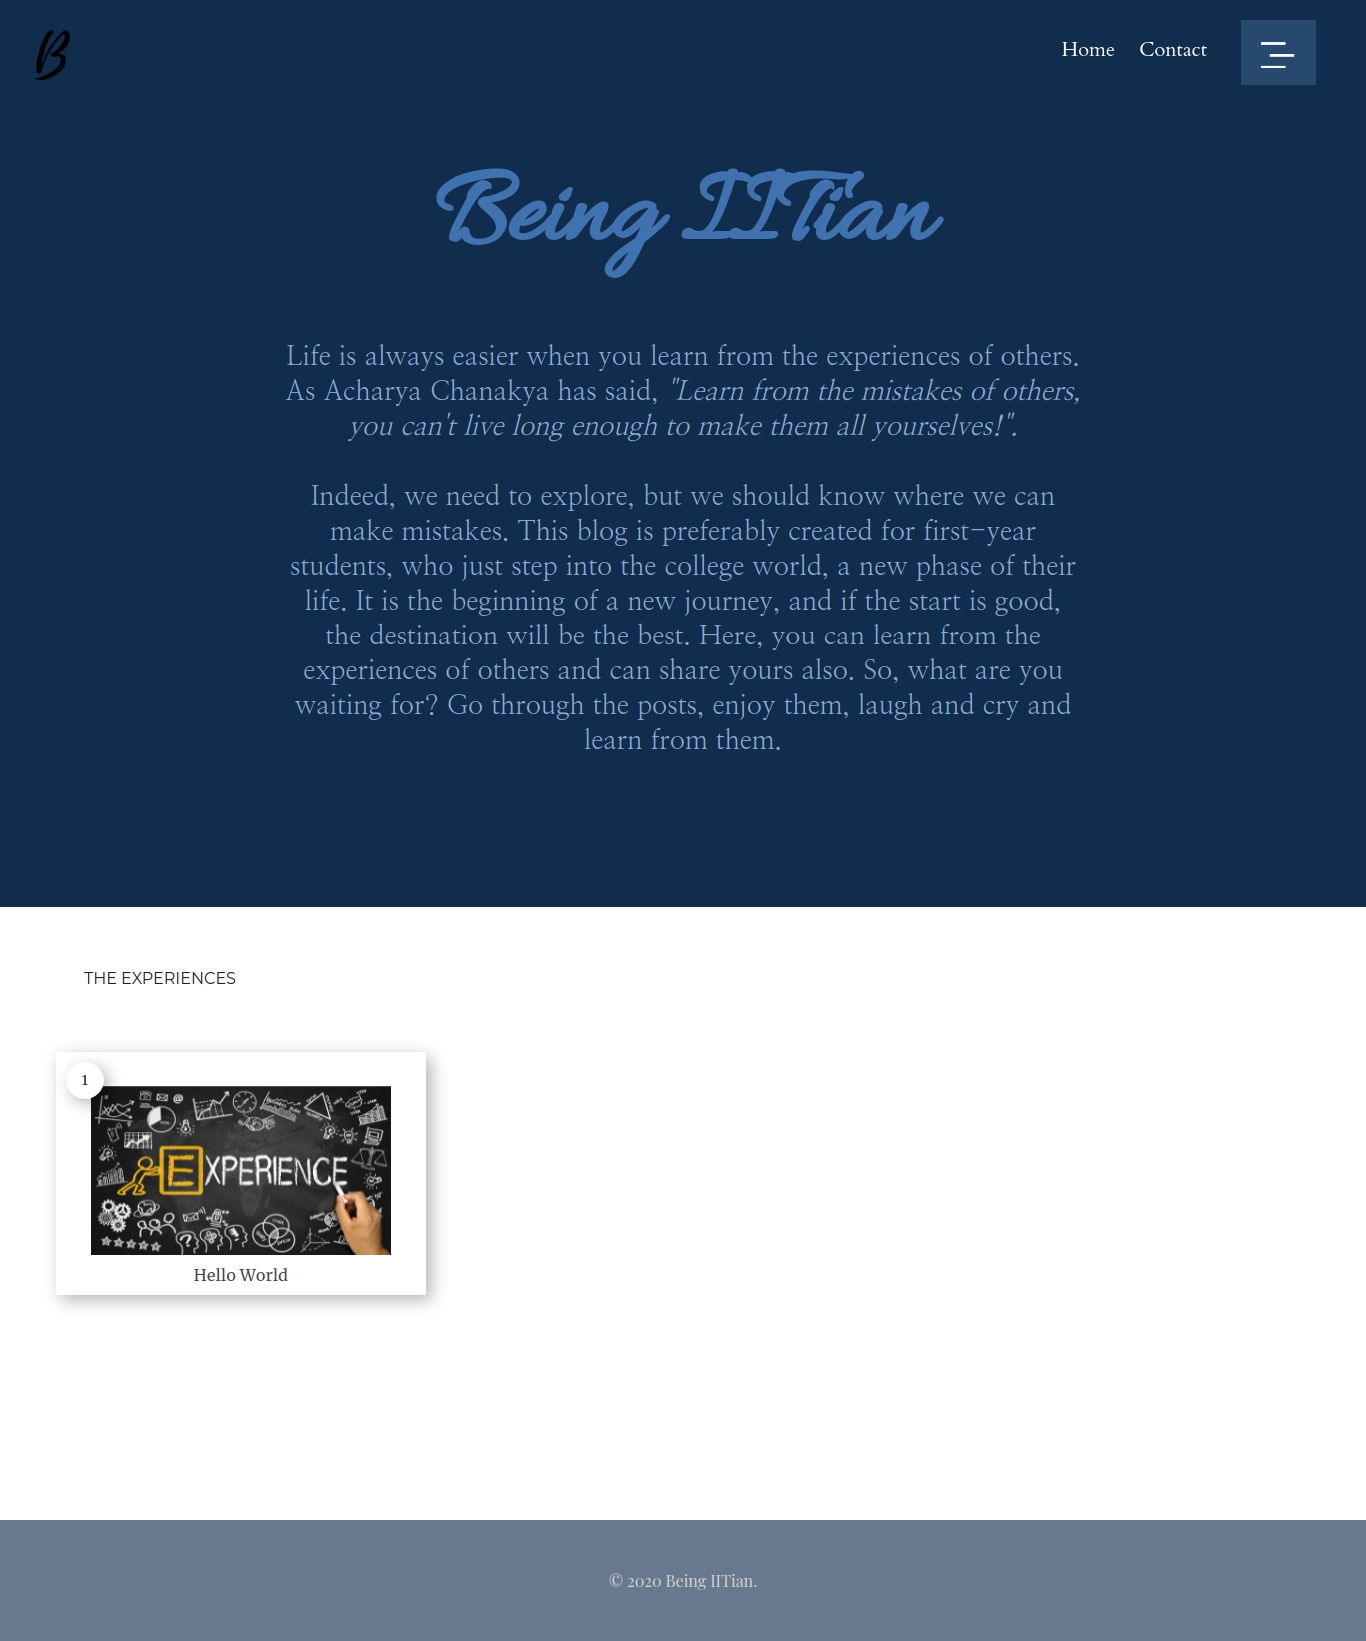 B
Home Contact
Being IITian
Life is always easier when you learn from the experiences of others.
As Acharya Chanakya has said, "Learn from the mistakes of others,
you can't live long enough to make them all yourselves!".
Indeed, we need to explore, but we should know where we can
make mistakes. This blog is preferably created for first-year
students, who just step into the college world, a new phase of their
life. It is the beginning of a new journey, and if the start is good,
the destination will be the best. Here, you can learn from the
experiences of others and can share yours also. So, what are you
waiting for? Go through the posts, enjoy them, laugh and cry and
learn from them.
THE EXPERIENCES
1
EXPERIENCE
Hello World
© 2020 Being IITian.